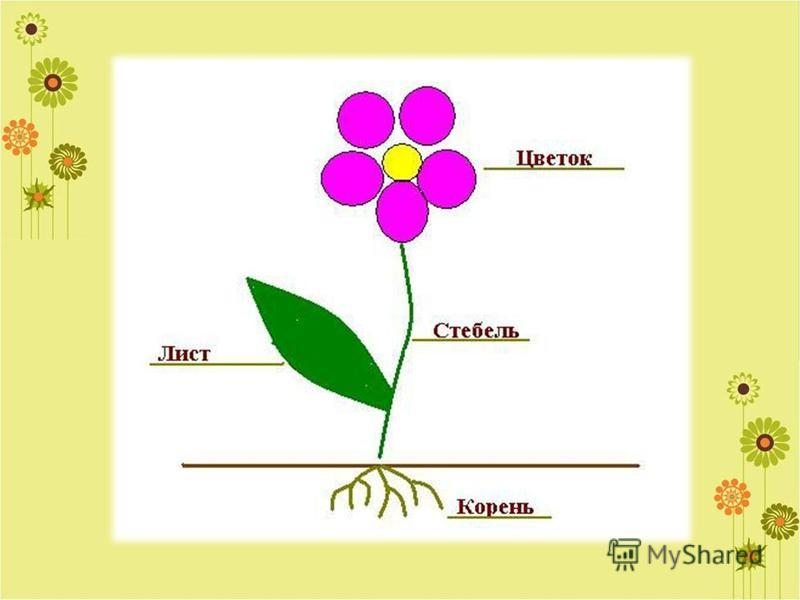 Цветок
Стебель
Лист
Корень
MyShared